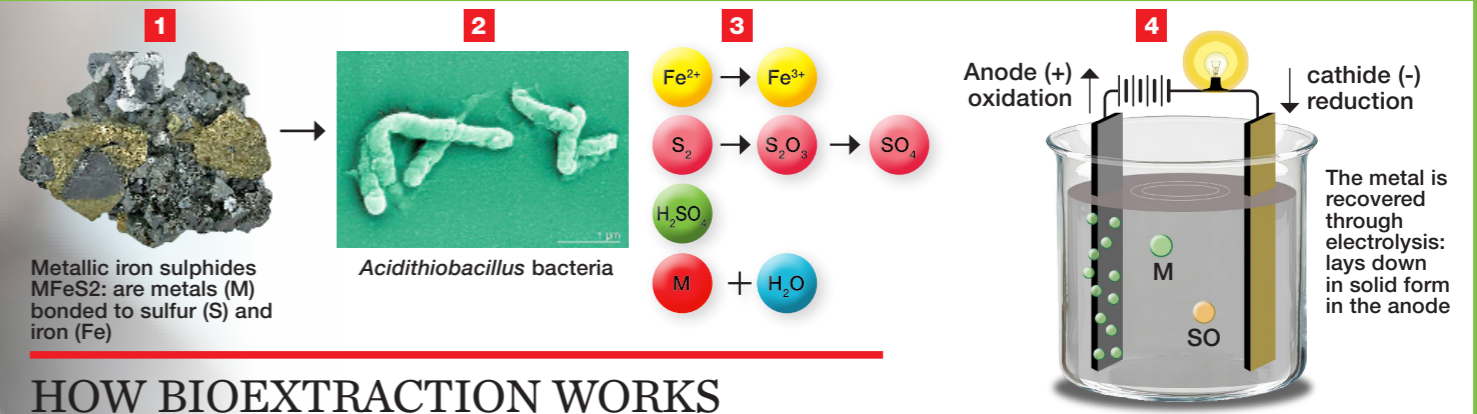 1
Metallic iron sulphides
MFeS2: are metals (M)
bonded to sulfur (S) and
iron (Fe)
2
1 µm
Acidithiobacillus bacteria
3
Fe²⁺ → Fe³⁺
S₂ → S₂O₃ → SO₄
H₂SO₄
M + H₂O
4
Anode (+)
oxidation
cathide (-)
reduction
M
SO
The metal is
recovered
through
electrolysis:
lays down
in solid form
in the anode
HOW BIOEXTRACTION WORKS